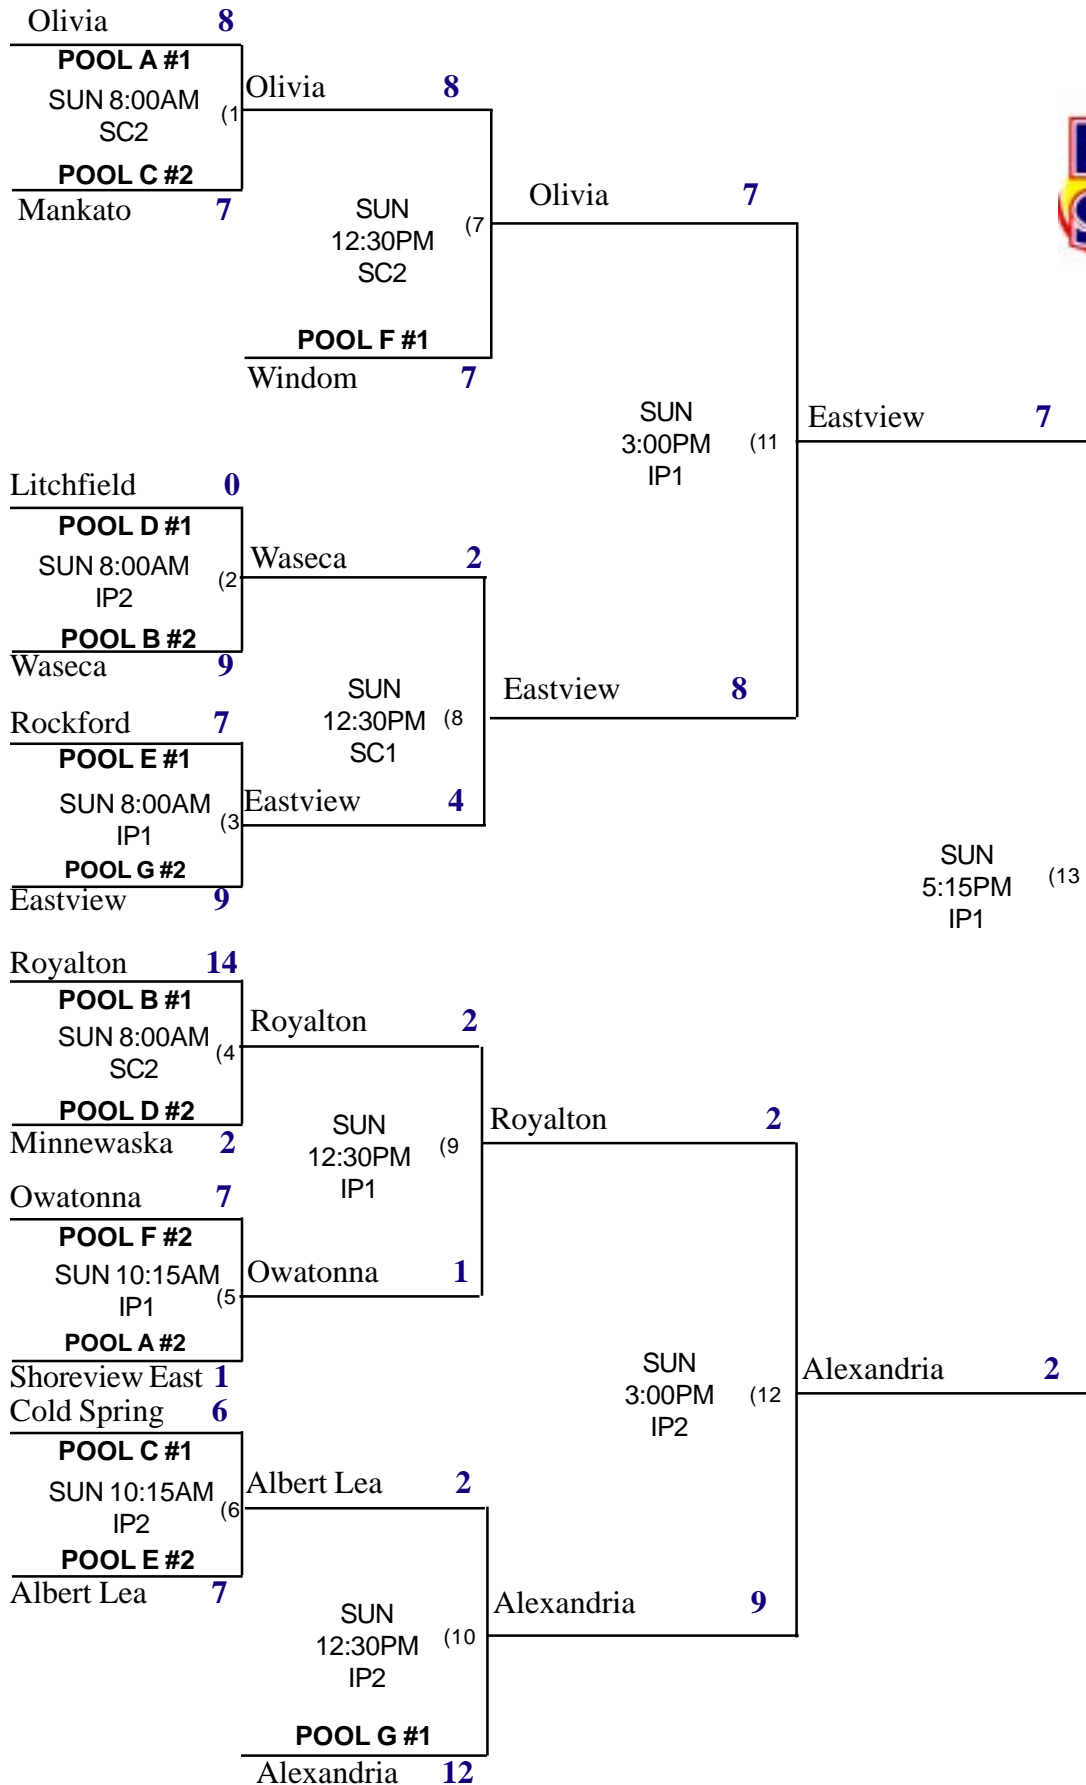 Olivia 8
POOL A #1
SUN 8:00AM (1
SC2
POOL C #2
Mankato 7
Olivia 8
SUN
12:30PM (7
SC2
POOL F #1
Windom 7
Olivia 7
Litchfield 0
POOL D #1
SUN 8:00AM (2
IP2
POOL B #2
Waseca 9
Waseca 2
Rockford 7
POOL E #1
SUN 8:00AM (3
IP1
POOL G #2
Eastview 9
Eastview 4
SUN
12:30PM (8
SC1
Eastview 8
SUN
3:00PM (11
IP1
Eastview 7
SUN
5:15PM (13
IP1
Royalton 14
POOL B #1
SUN 8:00AM (4
SC2
POOL D #2
Minnewaska 2
Royalton 2
Owatonna 7
POOL F #2
SUN 10:15AM (5
IP1
POOL A #2
Shoreview East 1
Owatonna 1
SUN
12:30PM (9
IP1
Royalton 2
Cold Spring 6
POOL C #1
SUN 10:15AM (6
IP2
POOL E #2
Albert Lea 7
Albert Lea 2
SUN
12:30PM (10
IP2
POOL G #1
Alexandria 12
Alexandria 9
SUN
3:00PM (12
IP2
Alexandria 2